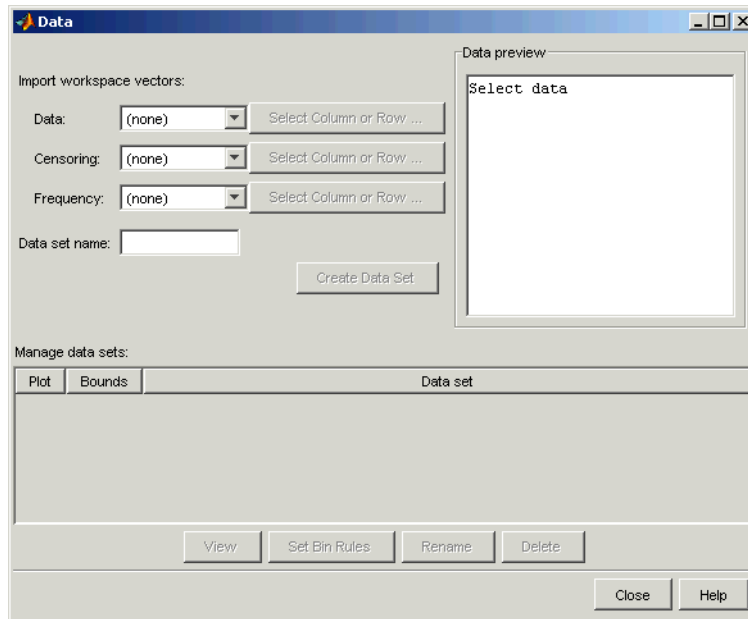 Data
Import workspace vectors:
Data: (none) Select Column or Row ...
Censoring: (none) Select Column or Row ...
Frequency: (none) Select Column or Row ...
Data set name:
Create Data Set
Data preview
Select data
Manage data sets:
Plot Bounds Data set
View Set Bin Rules Rename Delete
Close Help